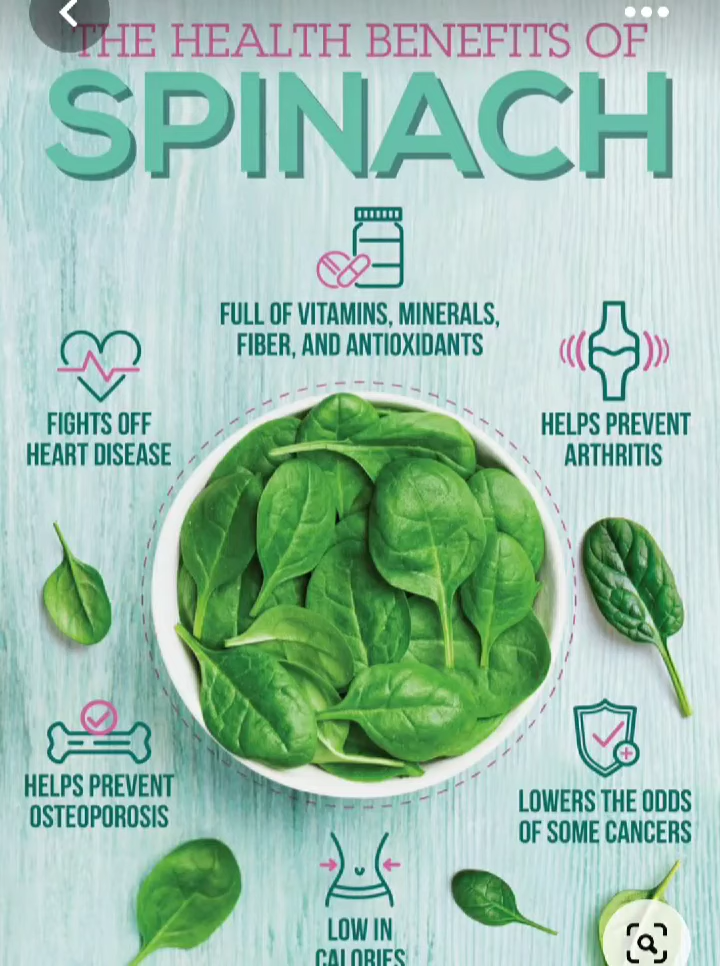 THE HEALTH BENEFITS OF
SPINACH
FULL OF VITAMINS, MINERALS,
FIBER, AND ANTIOXIDANTS
FIGHTS OFF
HEART DISEASE
HELPS PREVENT
ARTHRITIS
HELPS PREVENT
OSTEOPOROSIS
LOWERS THE ODDS
OF SOME CANCERS
LOW IN
CALORIES